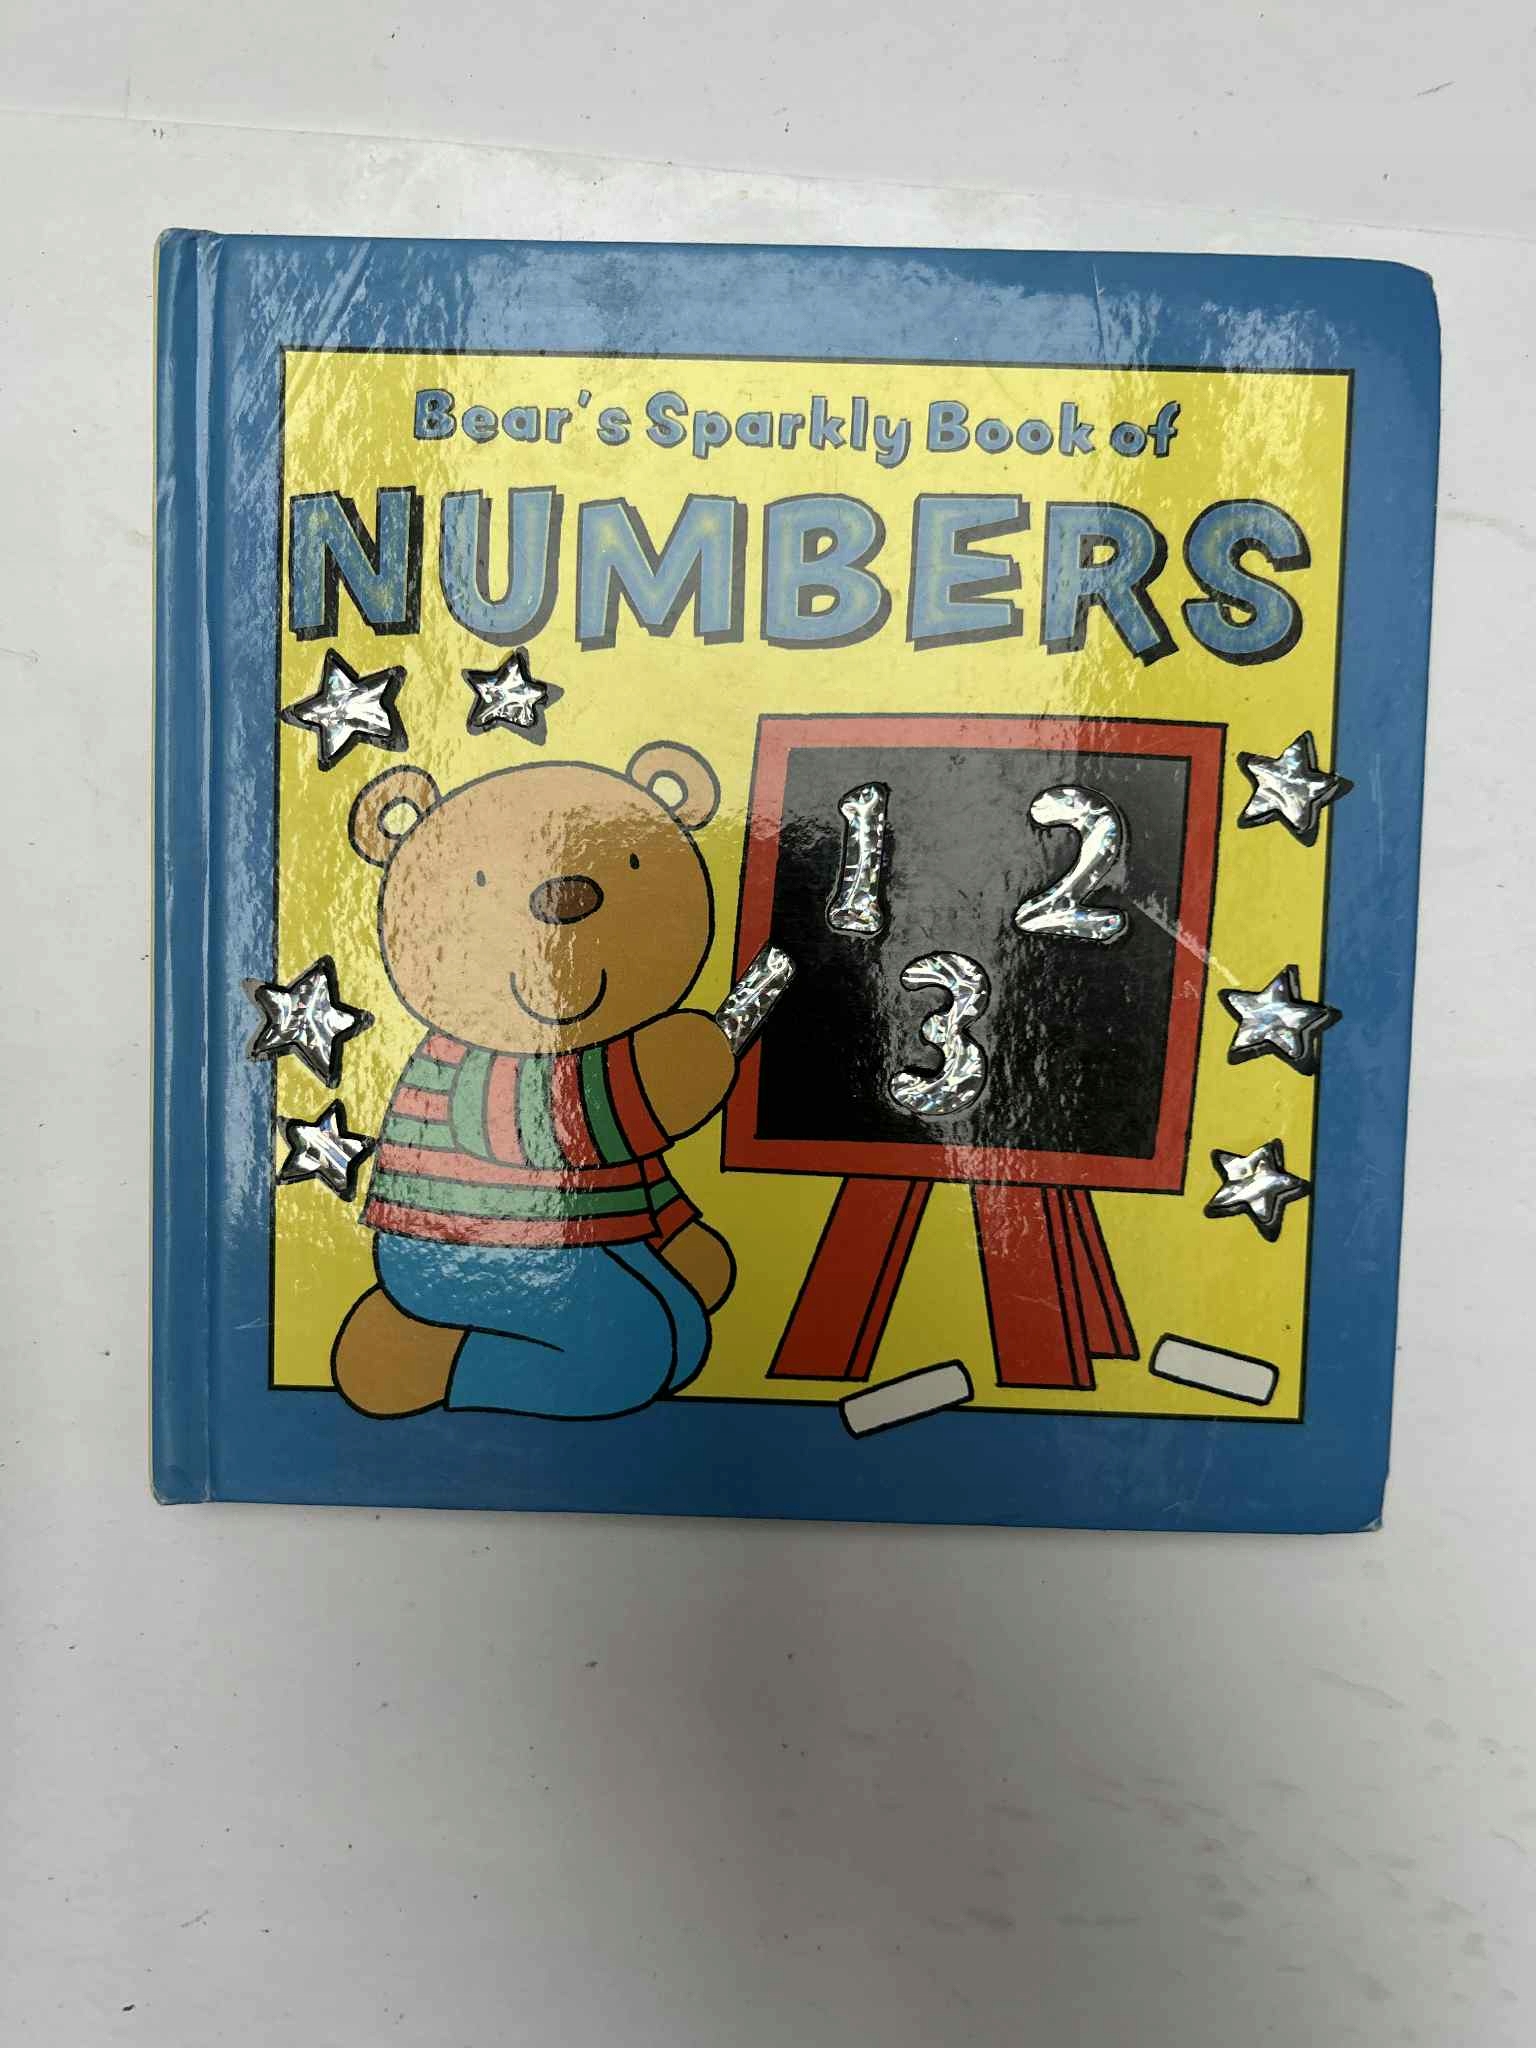 Bear's Sparkly Book of
NUMBERS
1 2
3